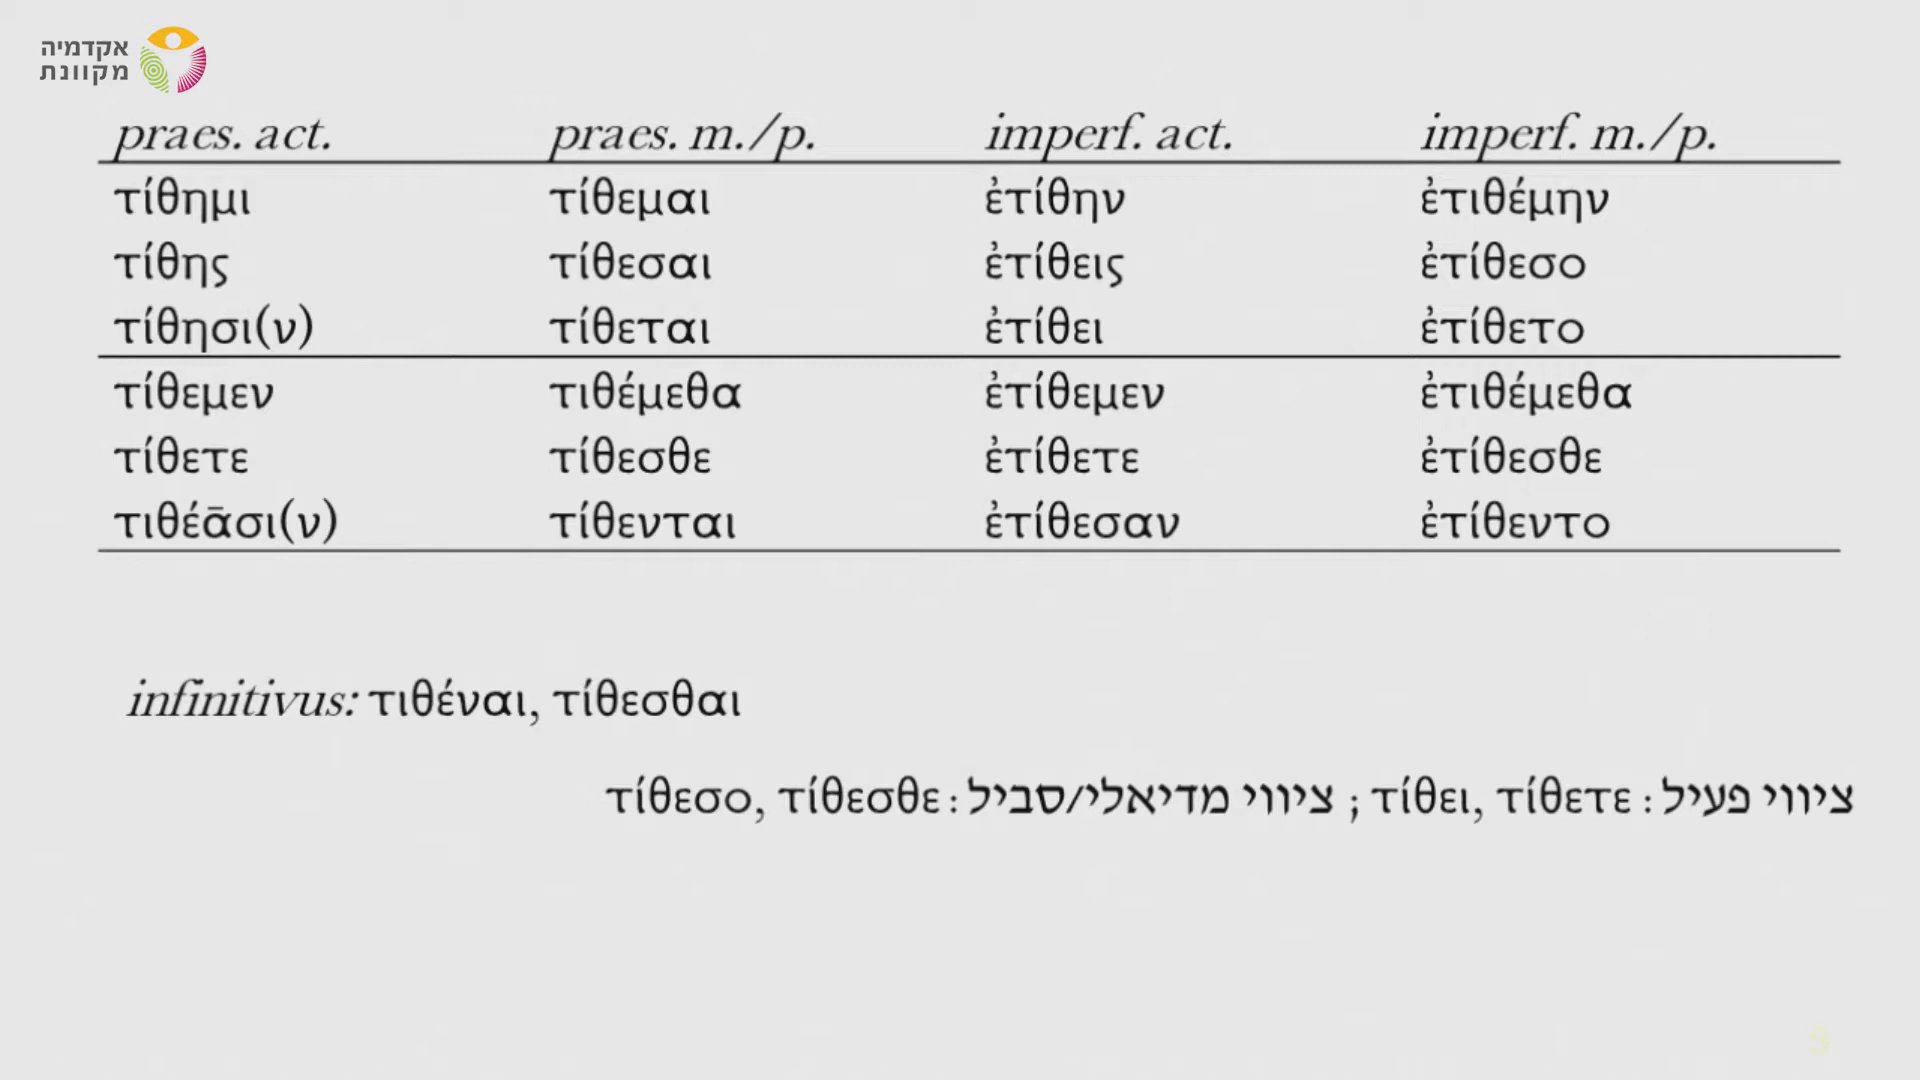 אקדמיה
מקוונת
praes. act. praes. m./p. imperf. act. imperf. m./p.
τίθημι τίθεμαι ἐτίθην ἐτιθέμην
τίθης τίθεσαι ἐτίθεις ἐτίθεσο
τίθησι(ν) τίθεται ἐτίθει ἐτίθετο
τίθεμεν τιθέμεθα ἐτίθεμεν ἐτιθέμεθα
τίθετε τίθεσθε ἐτίθετε ἐτίθεσθε
τιθέᾱσι(ν) τίθενται ἐτίθεσαν ἐτίθεντο
infinitivus: τιθέναι, τίθεσθαι
ציווי פעיל: τίθει, τίθετε; ציווי מדיאלי/סביל: τίθεσο, τίθεσθε
5